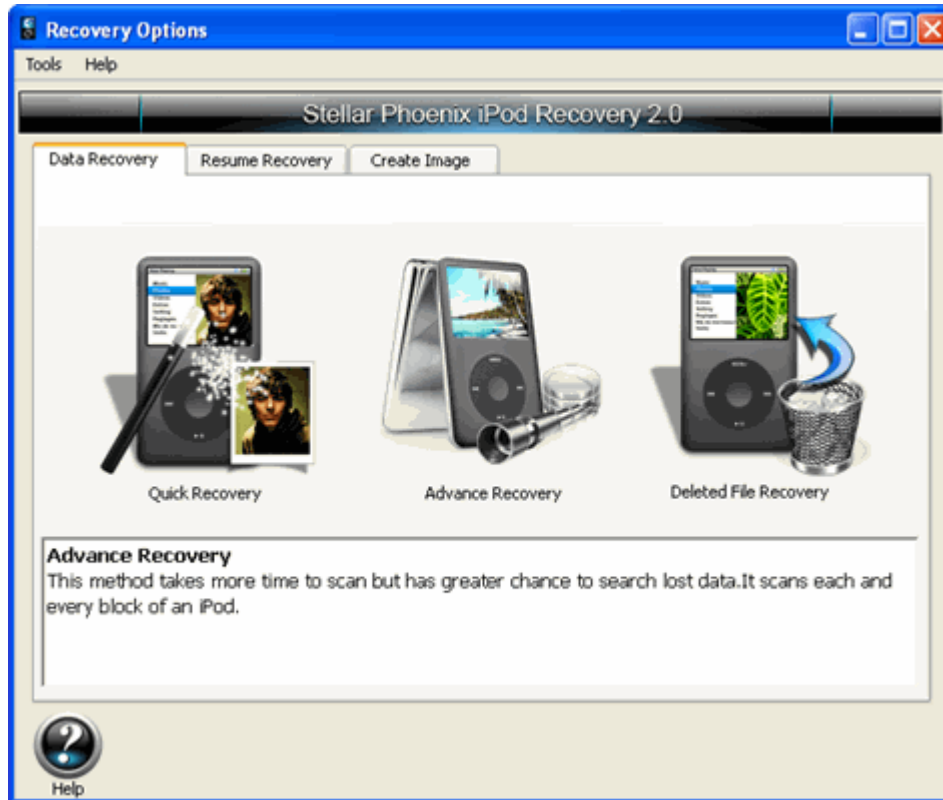 Recovery Options
Tools Help
Stellar Phoenix iPod Recovery 2.0
Data Recovery Resume Recovery Create Image
Quick Recovery Advance Recovery Deleted File Recovery
Advance Recovery
This method takes more time to scan but has greater chance to search lost data.It scans each and
every block of an iPod.
Help